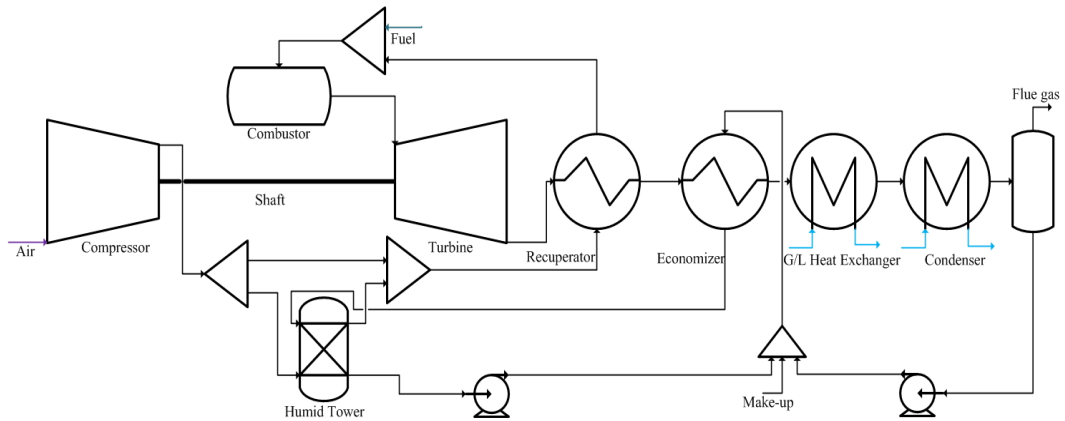 Fuel
Flue gas
Combustor
Shaft
Air
Compressor
Turbine
Recuperator
Economizer
G/L Heat Exchanger
Condenser
Humid Tower
Make-up